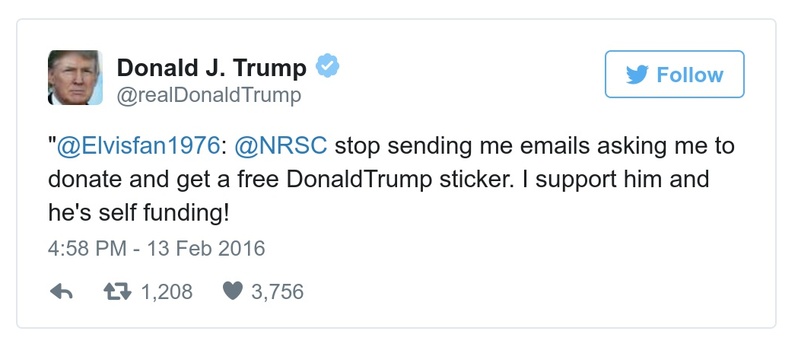 Donald J. Trump
@realDonaldTrump
Follow
"@Elvisfan1976: @NRSC stop sending me emails asking me to
donate and get a free DonaldTrump sticker. I support him and
he's self funding!
4:58 PM - 13 Feb 2016
1,208 3,756